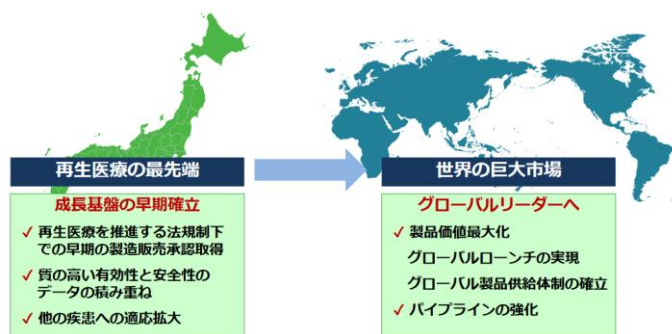 再生医療の最先端
成長基盤の早期確立
✓ 再生医療を推進する法規制下
での早期の製造販売承認取得
✓ 質の高い有効性と安全性の
データの積み重ね
✓ 他の疾患への適応拡大
世界の巨大市場
グローバルリーダーへ
✓ 製品価値最大化
グローバルローンチの実現
グローバル製品供給体制の確立
✓ パイプラインの強化